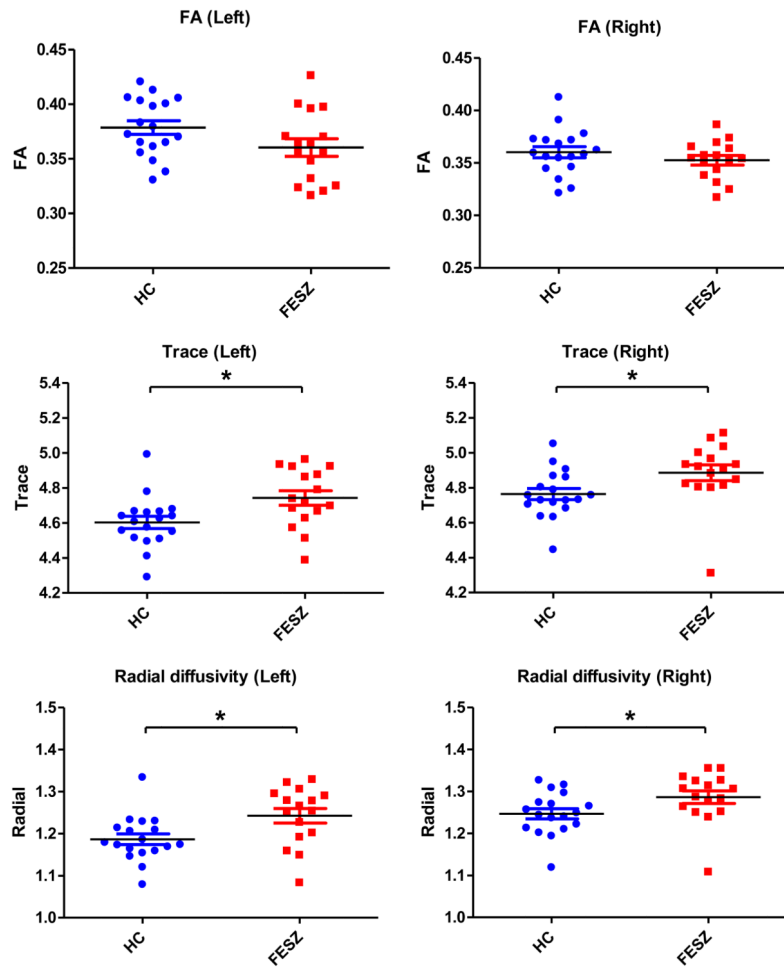 FA (Left)
0.45
0.40
0.35
0.30
0.25
FA
HC
FESZ
FA (Right)
0.45
0.40
0.35
0.30
0.25
FA
HC
FESZ
Trace (Left)
*
5.4
5.2
5.0
4.8
4.6
4.4
4.2
Trace
HC
FESZ
Trace (Right)
*
5.4
5.2
5.0
4.8
4.6
4.4
4.2
Trace
HC
FESZ
Radial diffusivity (Left)
*
1.5
1.4
1.3
1.2
1.1
1.0
Radial
HC
FESZ
Radial diffusivity (Right)
*
1.5
1.4
1.3
1.2
1.1
1.0
Radial
HC
FESZ